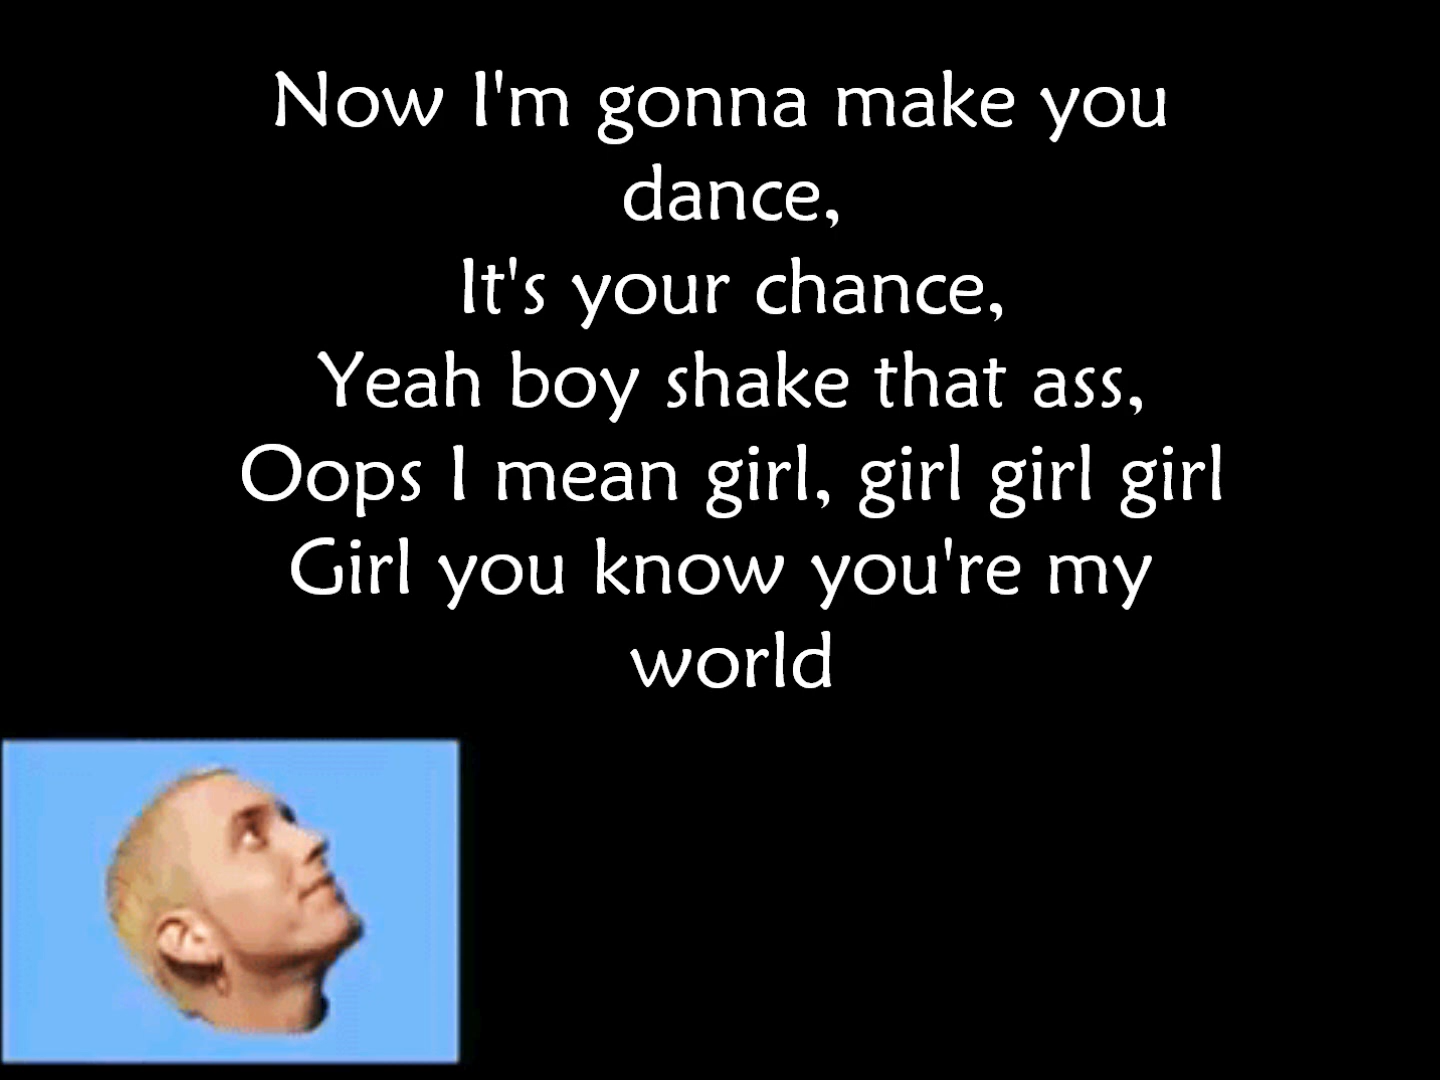 Now I'm gonna make you
dance,
It's your chance,
Yeah boy shake that ass,
Oops I mean girl, girl girl girl
Girl you know you're my
world